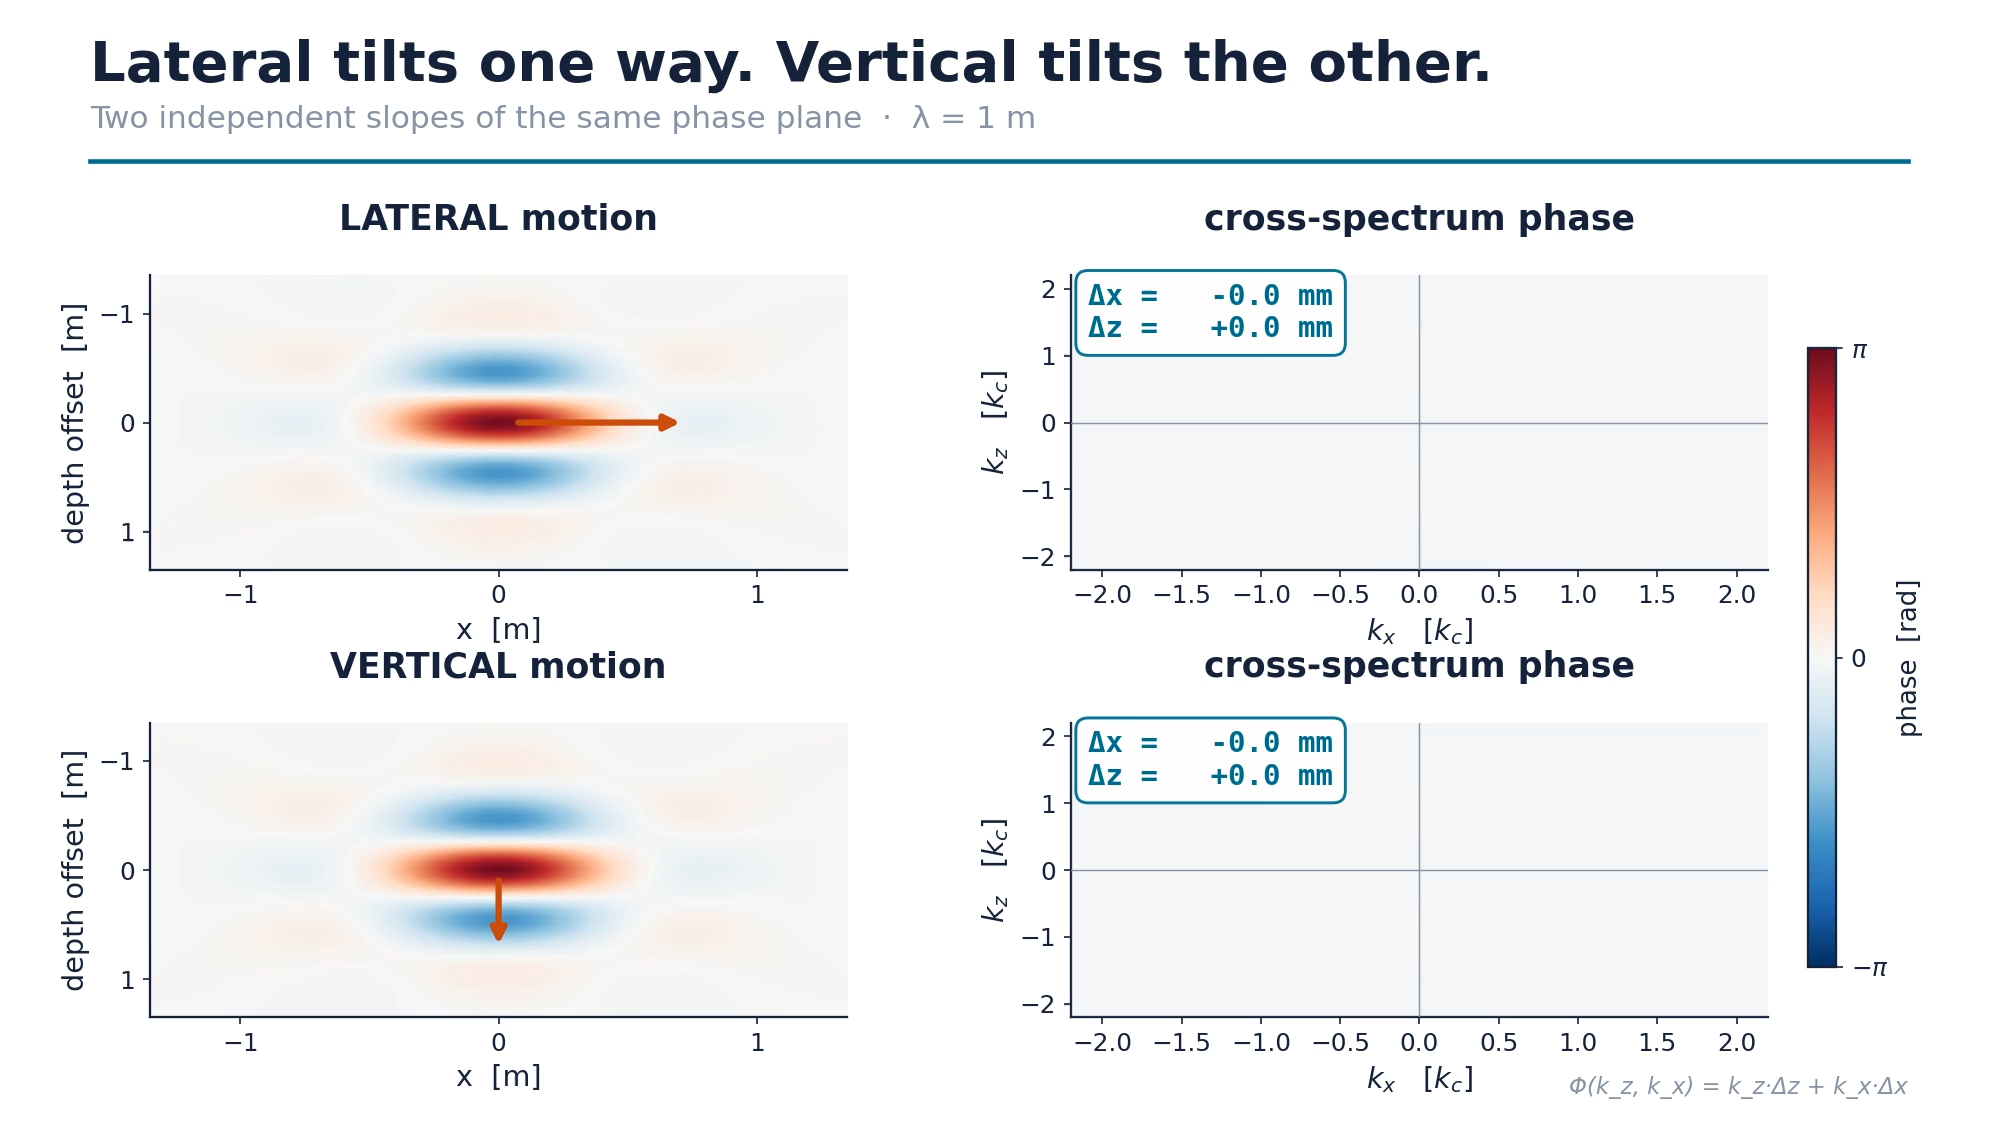 Lateral tilts one way. Vertical tilts the other.
Two independent slopes of the same phase plane · λ = 1 m
LATERAL motion
−1
0
1
depth offset [m]
−1 0 1
x [m]
cross-spectrum phase
Δx = -0.0 mm
Δz = +0.0 mm
2
1
0
−1
−2
k_z [k_c]
−2.0 −1.5 −1.0 −0.5 0.0 0.5 1.0 1.5 2.0
k_x [k_c]
VERTICAL motion
−1
0
1
depth offset [m]
−1 0 1
x [m]
cross-spectrum phase
Δx = -0.0 mm
Δz = +0.0 mm
2
1
0
−1
−2
k_z [k_c]
−2.0 −1.5 −1.0 −0.5 0.0 0.5 1.0 1.5 2.0
k_x [k_c]
π
0
−π
phase [rad]
Φ(k_z, k_x) = k_z·Δz + k_x·Δx